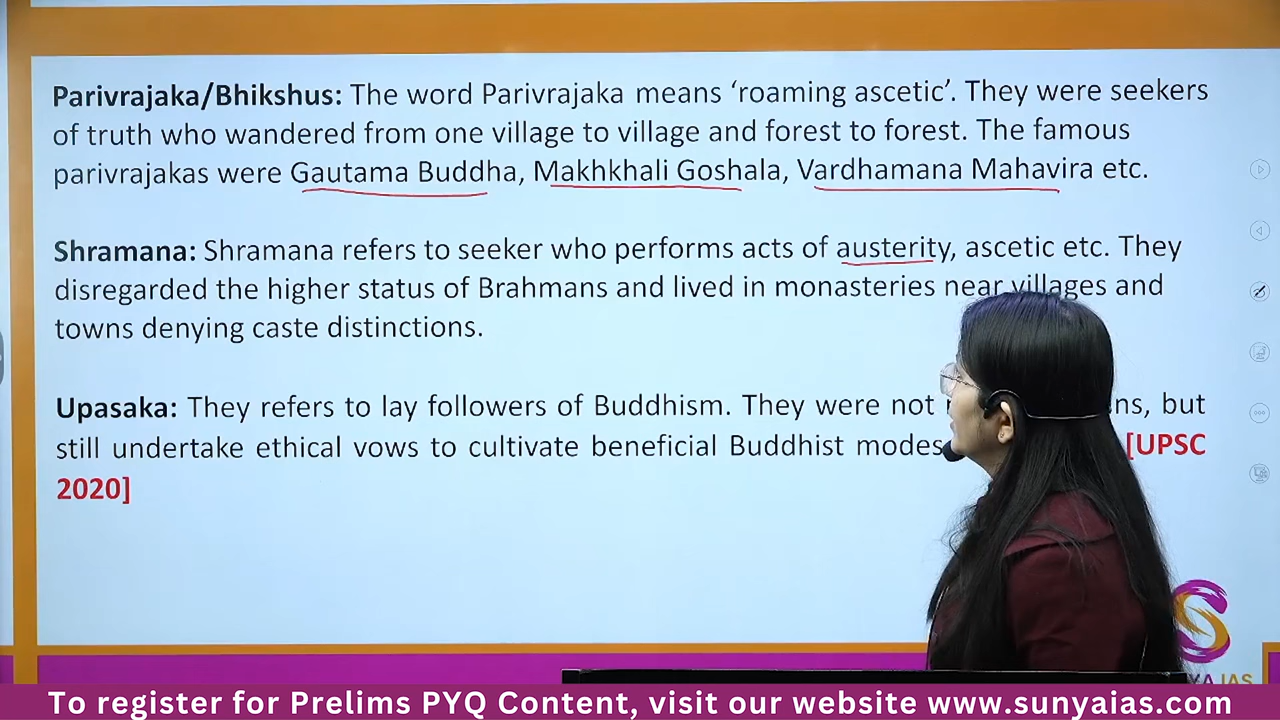 Parivrajaka/Bhikshus: The word Parivrajaka means ‘roaming ascetic’. They were seekers
of truth who wandered from one village to village and forest to forest. The famous
parivrajakas were Gautama Buddha, Makhkhali Goshala, Vardhamana Mahavira etc.
Shramana: Shramana refers to seeker who performs acts of austerity, ascetic etc. They
disregarded the higher status of Brahmans and lived in monasteries near villages and
towns denying caste distinctions.
Upasaka: They refers to lay followers of Buddhism. They were not ns, but
still undertake ethical vows to cultivate beneficial Buddhist modes [UPSC
2020]
YA IAS
To register for Prelims PYQ Content, visit our website www.sunyaias.com